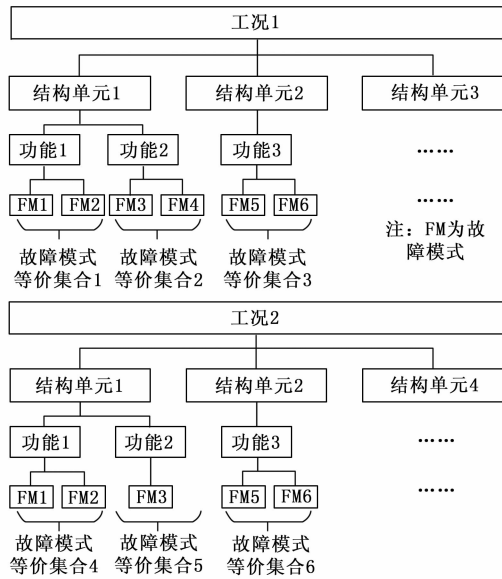 工况1
结构单元1 结构单元2 结构单元3
功能1 功能2 功能3 ……
FM1 FM2 FM3 FM4 FM5 FM6 ……
故障模式 故障模式 故障模式 注：FM为故
等价集合1 等价集合2 等价集合3 障模式
工况2
结构单元1 结构单元2 结构单元4
功能1 功能2 功能3 ……
FM1 FM2 FM3 FM5 FM6 ……
故障模式 故障模式 故障模式
等价集合4 等价集合5 等价集合6